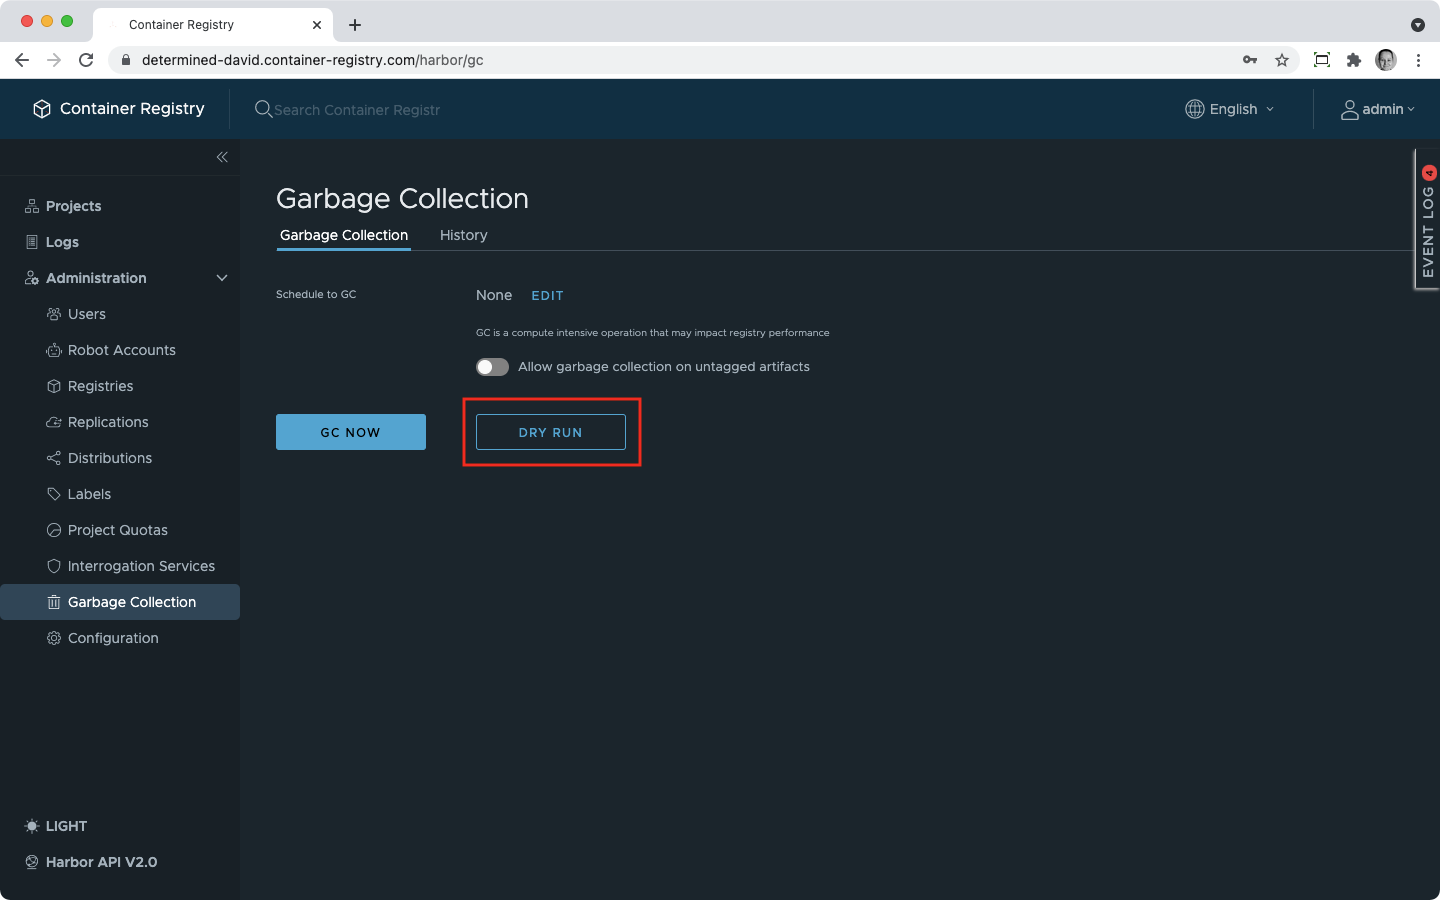 Container Registry
determined-david.container-registry.com/harbor/gc
Container Registry
Search Container Registr
English
admin
Projects
Logs
Administration
Users
Robot Accounts
Registries
Replications
Distributions
Labels
Project Quotas
Interrogation Services
Garbage Collection
Configuration
LIGHT
Harbor API V2.0
Garbage Collection
Garbage Collection
History
Schedule to GC
None
EDIT
GC is a compute intensive operation that may impact registry performance
Allow garbage collection on untagged artifacts
GC NOW
DRY RUN
EVENT LOG 4